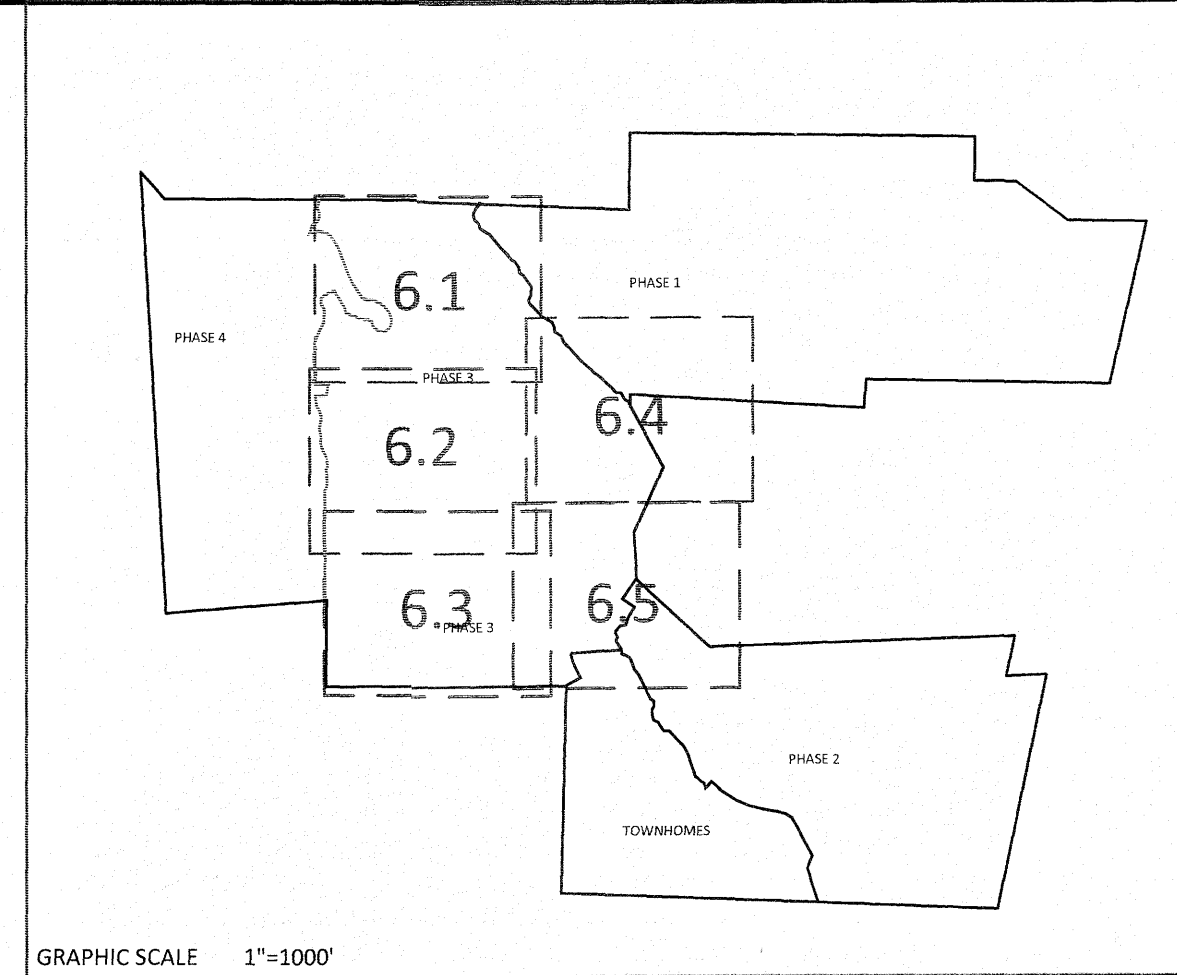 PHASE 1
6.1
PHASE 4
PHASE 3
6.4
6.2
6.5
6.3
PHASE 3
PHASE 2
TOWNHOMES
GRAPHIC SCALE 1"=1000'